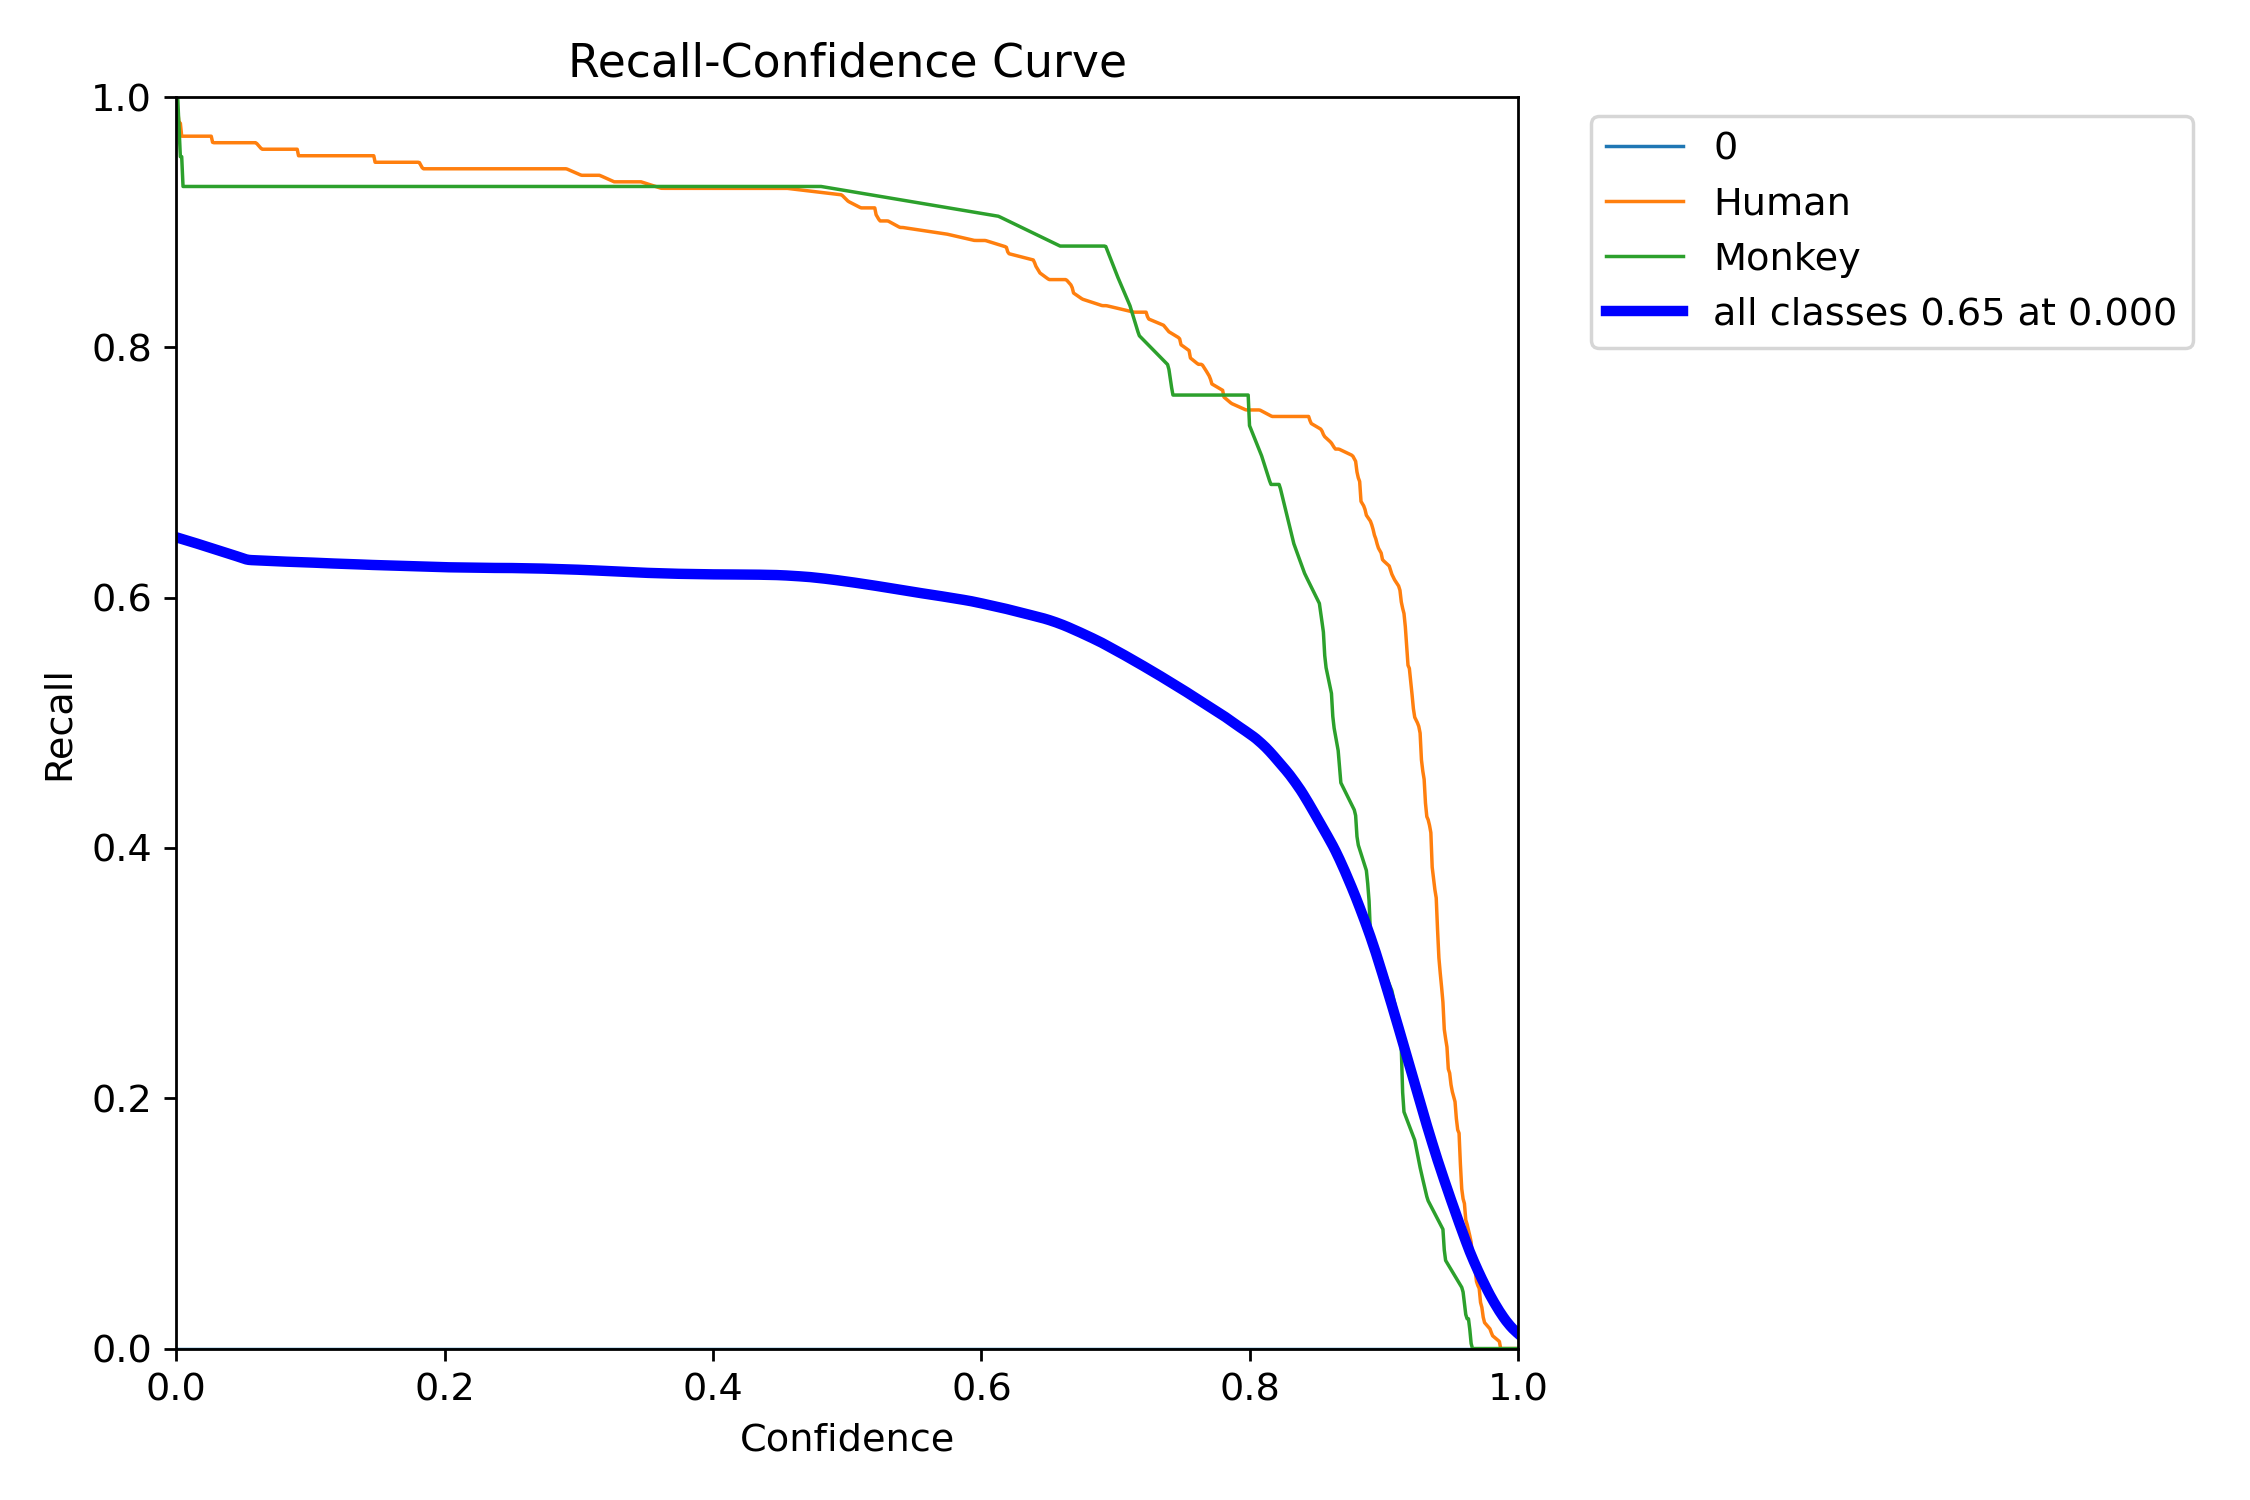 Recall-Confidence Curve
1.0
0.8
0.6
0.4
0.2
0.0
Recall
0.0 0.2 0.4 0.6 0.8 1.0
Confidence
0
Human
Monkey
all classes 0.65 at 0.000